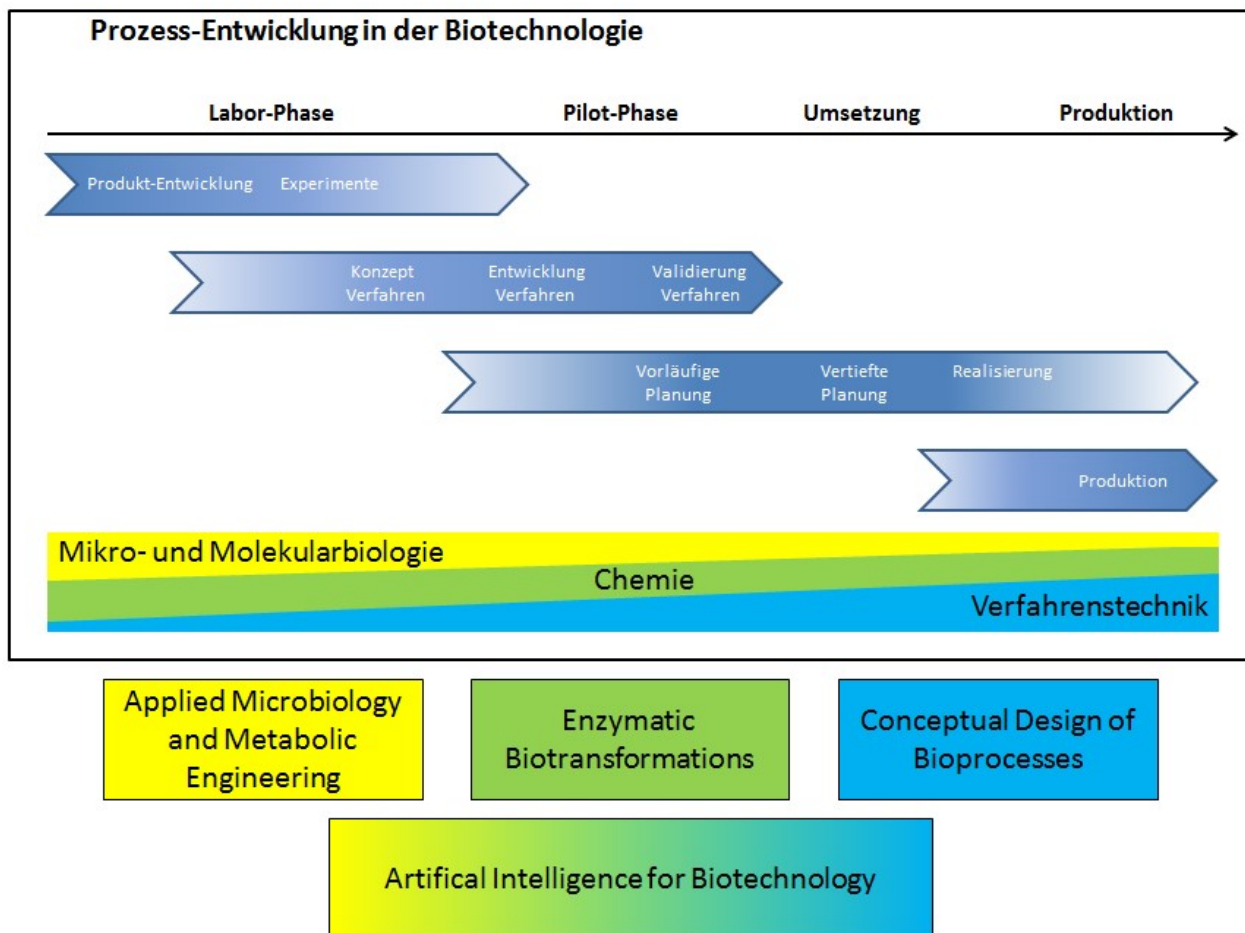 Prozess-Entwicklung in der Biotechnologie
Labor-Phase Pilot-Phase Umsetzung Produktion
Produkt-Entwicklung Experimente
Konzept Entwicklung Validierung
Verfahren Verfahren Verfahren
Vorläufige Vertiefte Realisierung
Planung Planung
Produktion
Mikro- und Molekularbiologie
Chemie
Verfahrenstechnik
Applied Microbiology
and Metabolic
Engineering
Enzymatic
Biotransformations
Conceptual Design of
Bioprocesses
Artifical Intelligence for Biotechnology